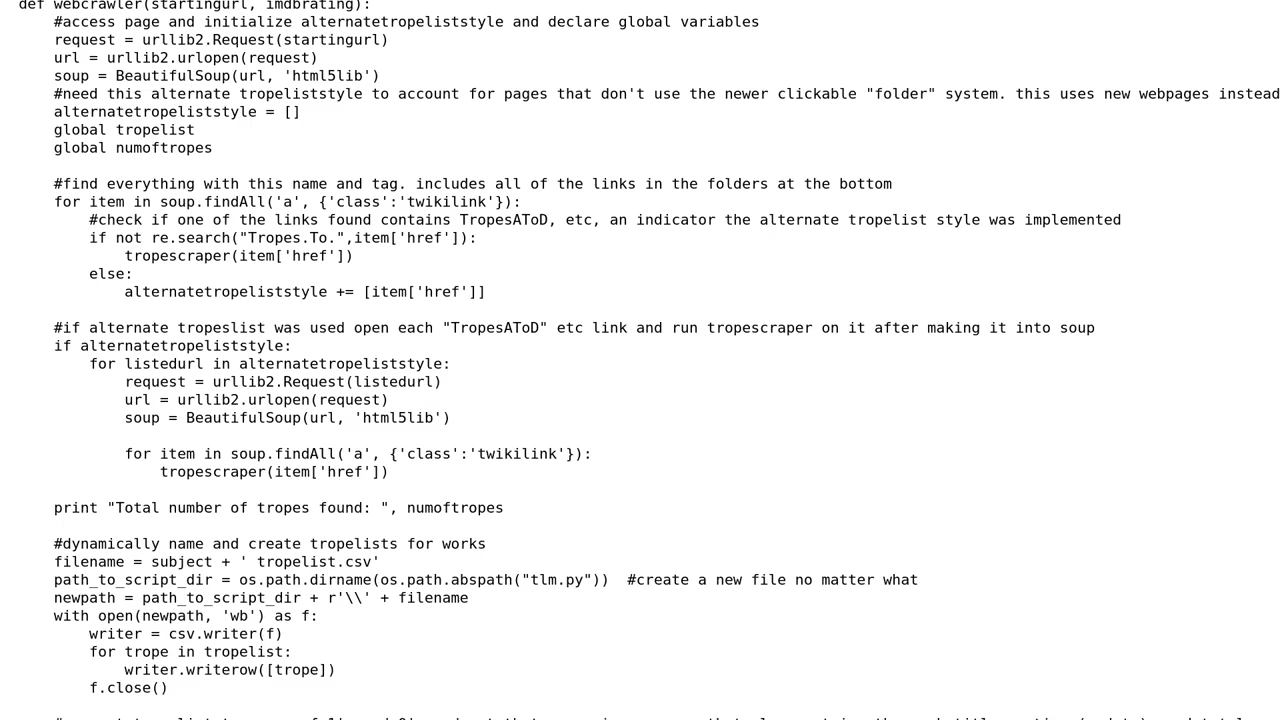 def webcrawler(startingurl, imdbrating):
    #access page and initialize alternatetropeliststyle and declare global variables
    request = urllib2.Request(startingurl)
    url = urllib2.urlopen(request)
    soup = BeautifulSoup(url, 'html5lib')
    #need this alternate tropeliststyle to account for pages that don't use the newer clickable "folder" system. this uses new webpages instead
    alternatetropeliststyle = []
    global tropelist
    global numoftropes

    #find everything with this name and tag. includes all of the links in the folders at the bottom
    for item in soup.findAll('a', {'class':'twikilink'}):
        #check if one of the links found contains TropesAToD, etc, an indicator the alternate tropelist style was implemented
        if not re.search("Tropes.To.",item['href']):
            tropescraper(item['href'])
        else:
            alternatetropeliststyle += [item['href']]

    #if alternate tropeslist was used open each "TropesAToD" etc link and run tropescraper on it after making it into soup
    if alternatetropeliststyle:
        for listedurl in alternatetropeliststyle:
            request = urllib2.Request(listedurl)
            url = urllib2.urlopen(request)
            soup = BeautifulSoup(url, 'html5lib')

            for item in soup.findAll('a', {'class':'twikilink'}):
                tropescraper(item['href'])

    print "Total number of tropes found: ", numoftropes

    #dynamically name and create tropelists for works
    filename = subject + ' tropelist.csv'
    path_to_script_dir = os.path.dirname(os.path.abspath("tlm.py"))  #create a new file no matter what
    newpath = path_to_script_dir + r'\\' + filename
    with open(newpath, 'wb') as f:
        writer = csv.writer(f)
        for trope in tropelist:
            writer.writerow([trope])
        f.close()